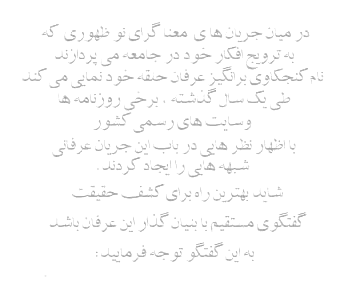 در میان جریان های معنا گرای نو ظهوری که
به ترویج افکار خود در جامعه می پردازند
نام کنجکاوی برانگیز عرفان حلقه خود نمایی می کند
طی یک سال گذشته ، برخی روزنامه ها
وسایت های رسمی کشور
با اظهار نظر هایی در باب این جریان عرفانی
شبهه هایی را ایجاد کردند .
شاید بهترین راه برای کشف حقیقت
گفتگوی مستقیم با بنیان گذار این عرفان باشد
به این گفتگو توجه فرمایید :